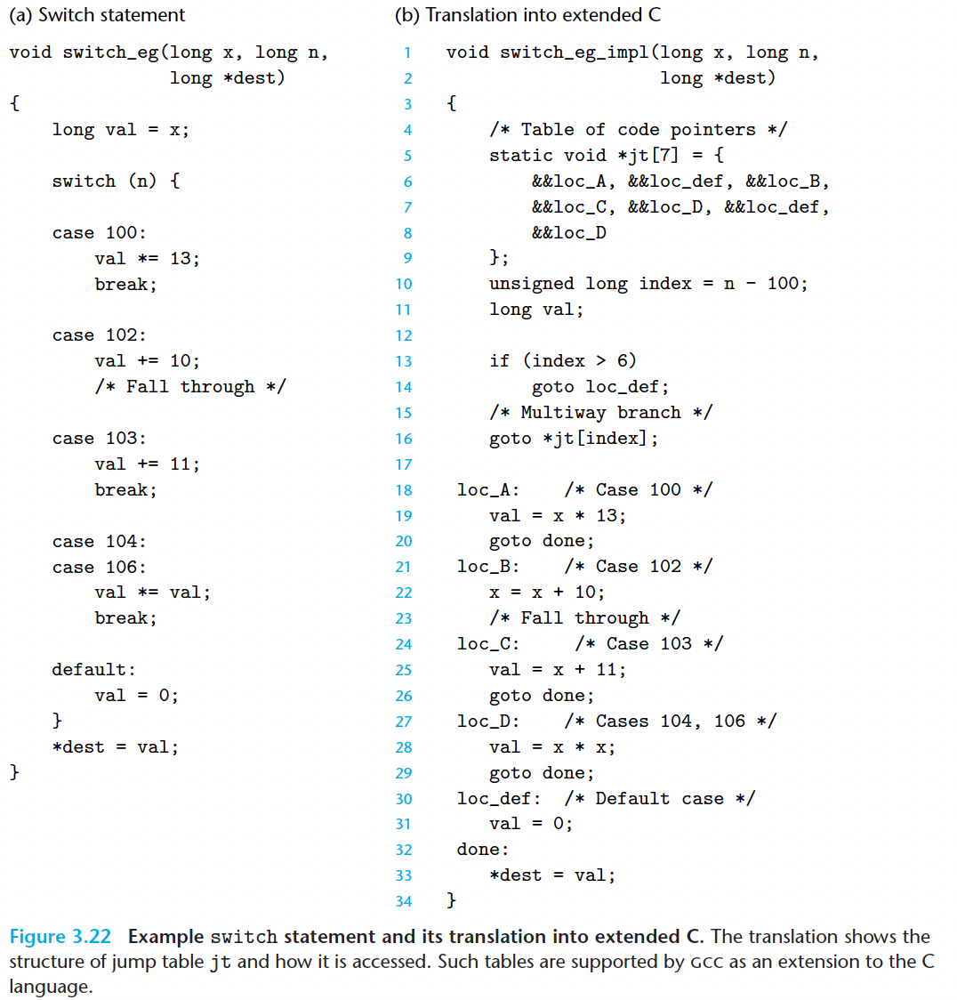 (a) Switch statement
void switch_eg(long x, long n,
               long *dest)
{
    long val = x;

    switch (n) {

    case 100:
        val *= 13;
        break;

    case 102:
        val += 10;
        /* Fall through */

    case 103:
        val += 11;
        break;

    case 104:
    case 106:
        val *= val;
        break;

    default:
        val = 0;
    }
    *dest = val;
}
(b) Translation into extended C
1   void switch_eg_impl(long x, long n,
2                       long *dest)
3   {
4       /* Table of code pointers */
5       static void *jt[7] = {
6           &&loc_A, &&loc_def, &&loc_B,
7           &&loc_C, &&loc_D, &&loc_def,
8           &&loc_D
9       };
10      unsigned long index = n - 100;
11      long val;
12
13      if (index > 6)
14          goto loc_def;
15      /* Multiway branch */
16      goto *jt[index];
17
18   loc_A:    /* Case 100 */
19      val = x * 13;
20      goto done;
21   loc_B:    /* Case 102 */
22      x = x + 10;
23      /* Fall through */
24   loc_C:     /* Case 103 */
25      val = x + 11;
26      goto done;
27   loc_D:    /* Cases 104, 106 */
28      val = x * x;
29      goto done;
30   loc_def:  /* Default case */
31      val = 0;
32   done:
33      *dest = val;
34  }
Figure 3.22 Example switch statement and its translation into extended C. The translation shows the
structure of jump table jt and how it is accessed. Such tables are supported by GCC as an extension to the C
language.